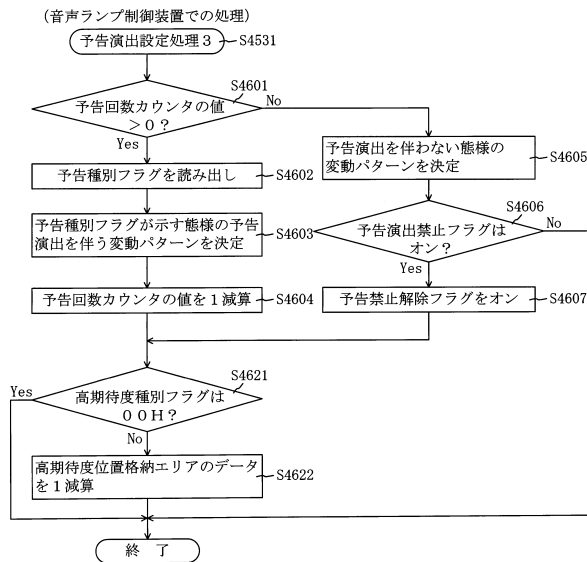 （音声ランプ制御装置での処理）
予告演出設定処理３
S4531
S4601
予告回数カウンタの値
＞０？
No
Yes
予告種別フラグを読み出し
S4602
予告演出を伴わない態様の
変動パターンを決定
S4605
予告種別フラグが示す態様の予告
演出を伴う変動パターンを決定
S4603
S4606
予告演出禁止フラグは
オン？
No
Yes
予告回数カウンタの値を１減算
S4604
予告禁止解除フラグをオン
S4607
S4621
Yes
高期待度種別フラグは
００Ｈ？
No
高期待度位置格納エリアのデータ
を１減算
S4622
終　了